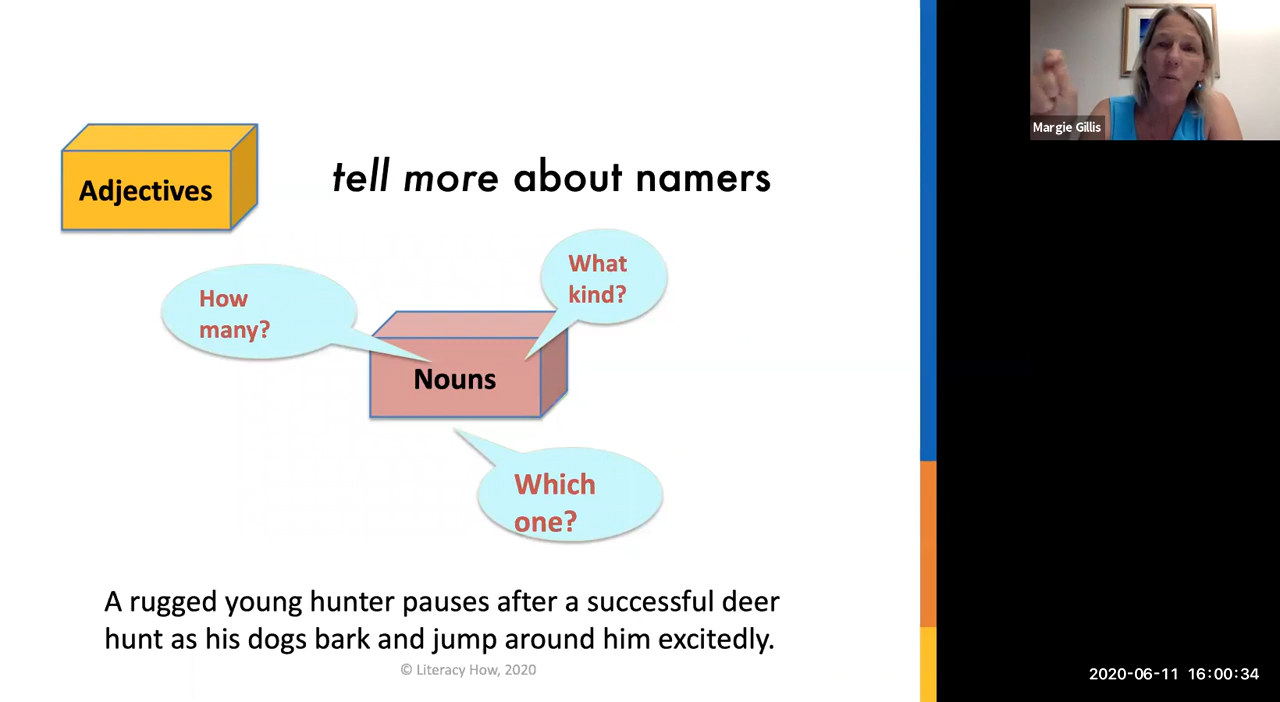 Adjectives
tell more about namers
What
kind?
How
many?
Nouns
Which
one?
A rugged young hunter pauses after a successful deer
hunt as his dogs bark and jump around him excitedly.
© Literacy How, 2020
Margie Gillis
2020-06-11 16:00:34